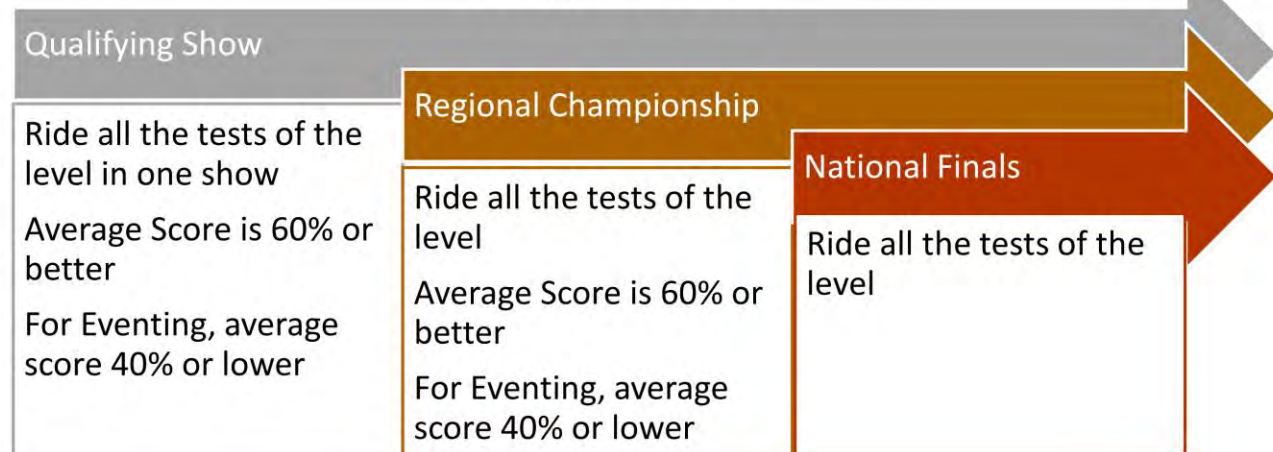 Qualifying Show
Ride all the tests of the
level in one show
Average Score is 60% or
better
For Eventing, average
score 40% or lower
Regional Championship
Ride all the tests of the
level
Average Score is 60% or
better
For Eventing, average
score 40% or lower
National Finals
Ride all the tests of the
level